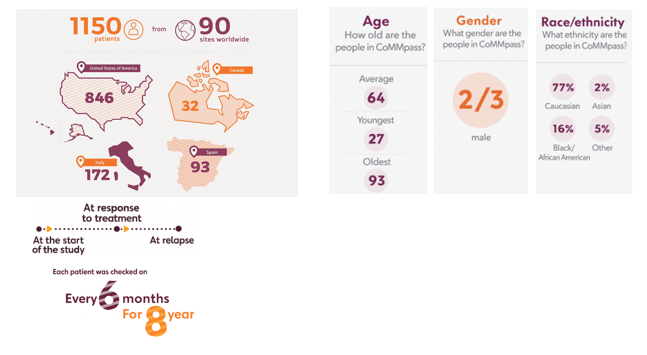 1150
patients
from
90
sites worldwide
United States of America
846
Canada
32
Italy
172
Spain
93
At response
to treatment
At the start
of the study
At relapse
Each patient was checked on
Every 6 months
For 8 year
Age
How old are the
people in CoMMpass?
Average
64
Youngest
27
Oldest
93
Gender
What gender are the
people in CoMMpass?
2/3
male
Race/ethnicity
What ethnicity are the
people in CoMMpass?
77% 2%
Caucasian Asian
16% 5%
Black/ Other
African American